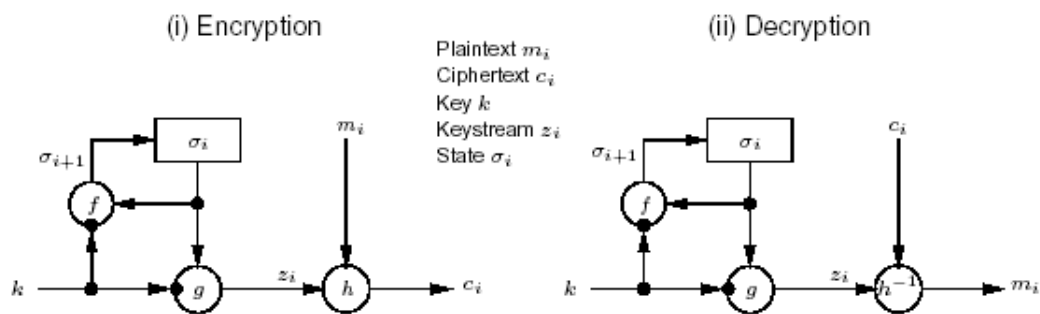 (i) Encryption
(ii) Decryption
Plaintext m_i
Ciphertext c_i
Key k
Keystream z_i
State σ_i
σ_i
m_i
σ_{i+1}
f
k
g
z_i
h
c_i
σ_i
c_i
σ_{i+1}
f
k
g
z_i
h^{-1}
m_i